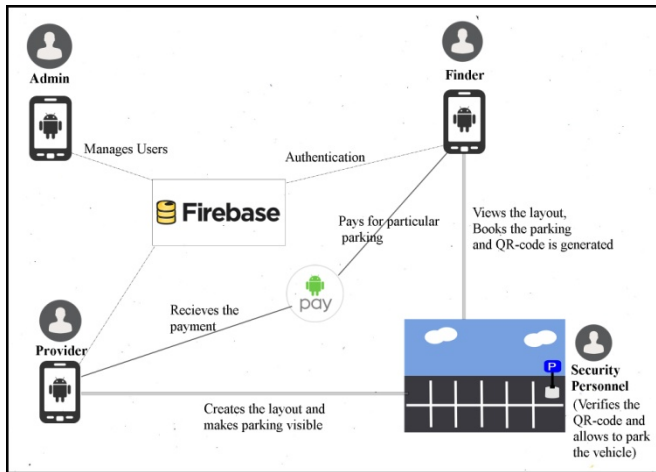 Admin
Finder
Manages Users
Authentication
Firebase
Pays for particular
parking
Views the layout,
Books the parking
and QR-code is generated
pay
Recieves the
payment
Provider
P
Security
Personnel
(Verifies the
QR-code and
allows to park
the vehicle)
Creates the layout and
makes parking visible